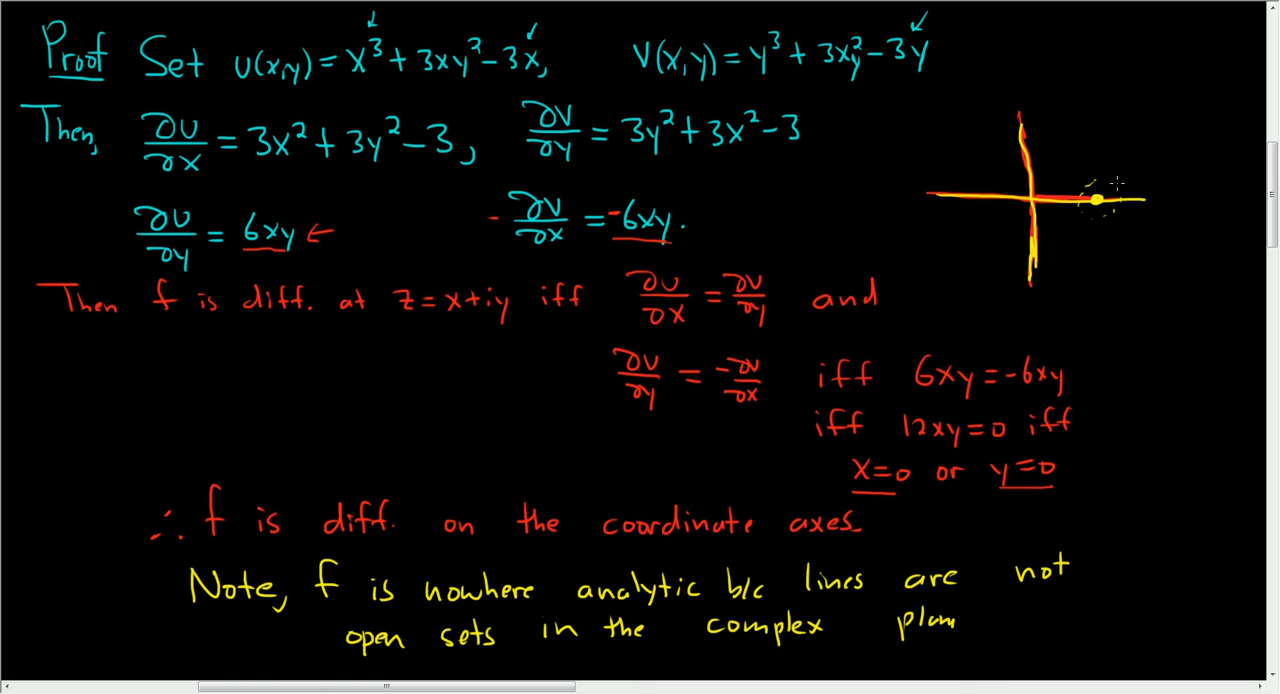 Proof Set u(x,y) = x³ + 3xy² - 3x, v(x,y) = y³ + 3x²y - 3y
Then, ∂u/∂x = 3x² + 3y² - 3, ∂v/∂y = 3y² + 3x² - 3
∂u/∂y = 6xy ← -∂v/∂x = -6xy.
Then f is diff. at z = x+iy iff ∂u/∂x = ∂v/∂y and
∂u/∂y = -∂v/∂x iff 6xy = -6xy
iff 12xy = 0 iff
x=0 or y=0
∴ f is diff. on the coordinate axes
Note, f is nowhere analytic b/c lines are not
open sets in the complex plan